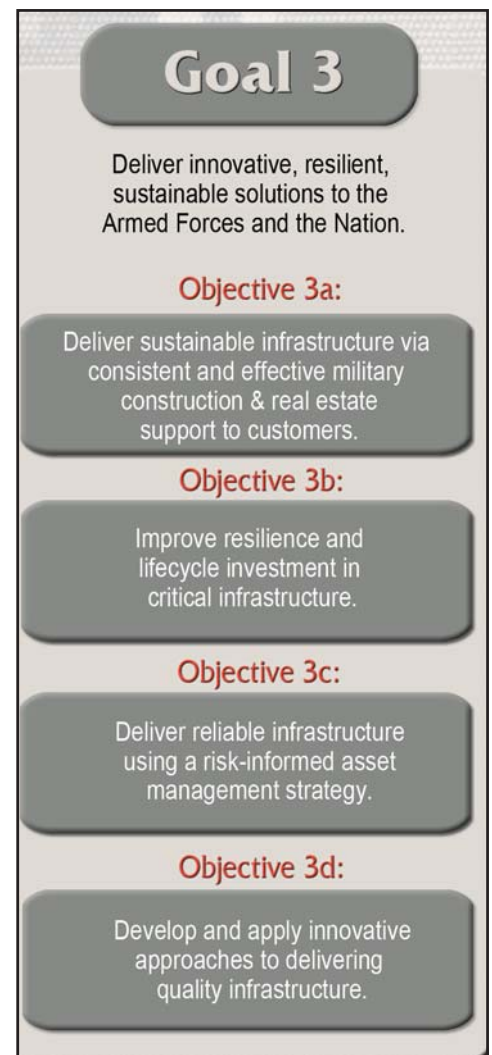 Goal 3
Deliver innovative, resilient,
sustainable solutions to the
Armed Forces and the Nation.
Objective 3a:
Deliver sustainable infrastructure via
consistent and effective military
construction & real estate
support to customers.
Objective 3b:
Improve resilience and
lifecycle investment in
critical infrastructure.
Objective 3c:
Deliver reliable infrastructure
using a risk-informed asset
management strategy.
Objective 3d:
Develop and apply innovative
approaches to delivering
quality infrastructure.